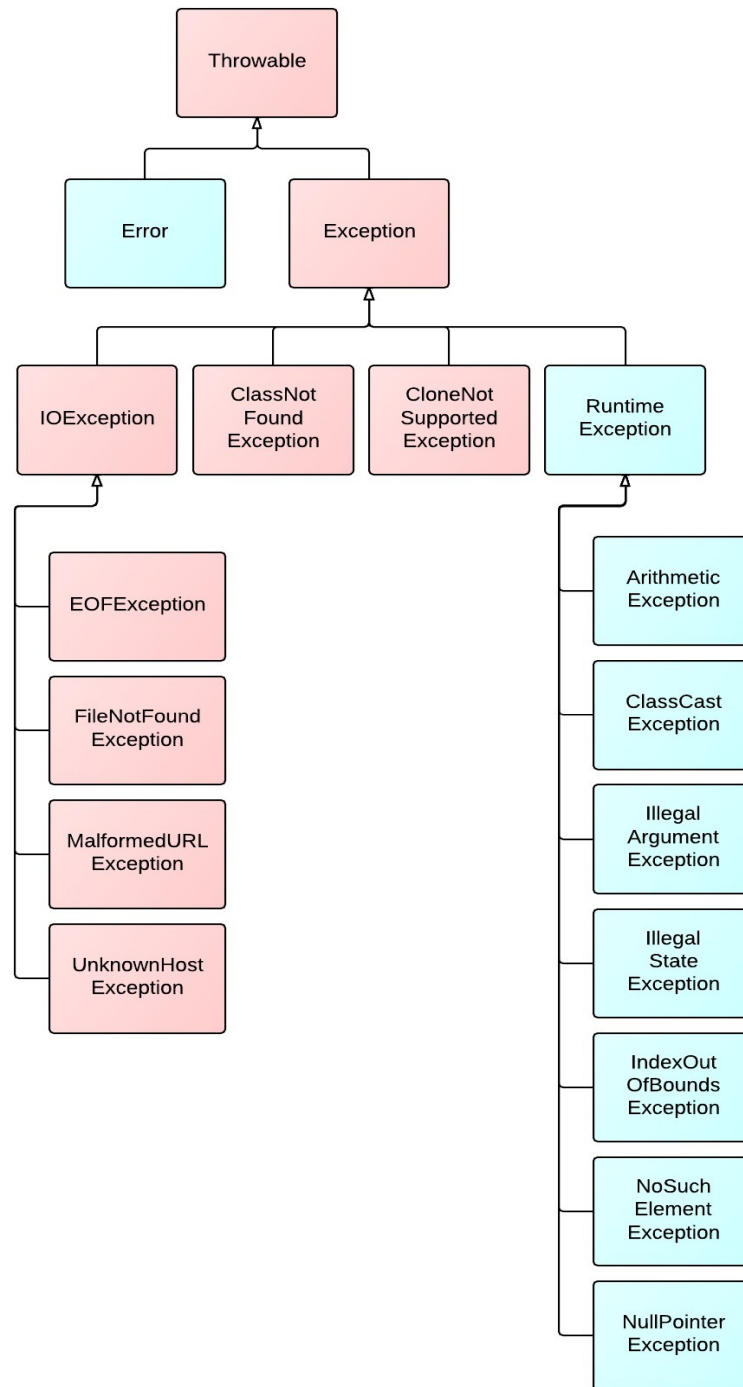 Throwable
Error
Exception
IOException
ClassNot
Found
Exception
CloneNot
Supported
Exception
Runtime
Exception
EOFException
FileNotFound
Exception
MalformedURL
Exception
UnknownHost
Exception
Arithmetic
Exception
ClassCast
Exception
Illegal
Argument
Exception
Illegal
State
Exception
IndexOut
OfBounds
Exception
NoSuch
Element
Exception
NullPointer
Exception